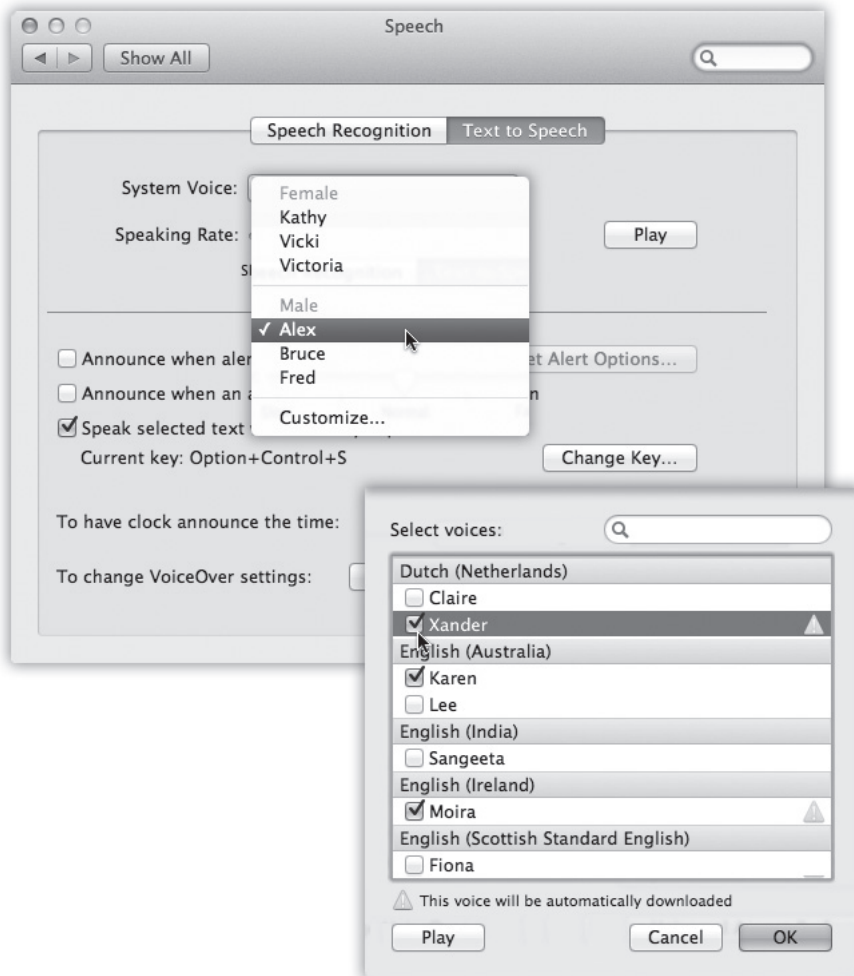 Speech
Show All
Speech Recognition Text to Speech
System Voice:
Female
Kathy
Vicki
Victoria
Speaking Rate:
Play
Male
✓ Alex
Bruce
Fred
Customize...
Announce when aler
et Alert Options...
Announce when an a
n
Speak selected text
Current key: Option+Control+S
Change Key...
To have clock announce the time:
To change VoiceOver settings:
Select voices:
Dutch (Netherlands)
Claire
Xander
English (Australia)
Karen
Lee
English (India)
Sangeeta
English (Ireland)
Moira
English (Scottish Standard English)
Fiona
This voice will be automatically downloaded
Play
Cancel
OK